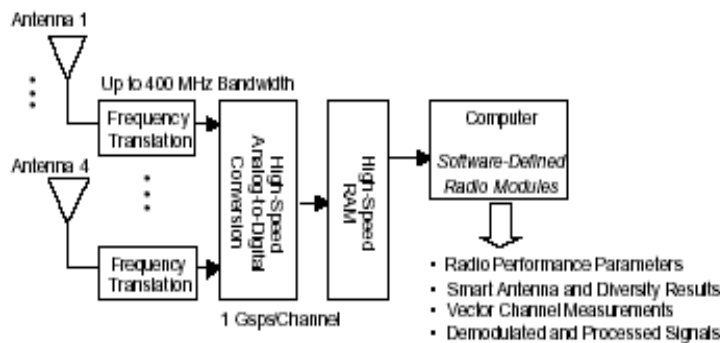 Antenna 1
Up to 400 MHz Bandwidth
Frequency
Translation
Antenna 4
Frequency
Translation
High-Speed
Analog-to-Digital
Conversion
1 Gsps/Channel
High-Speed
RAM
Computer
Software-Defined
Radio Modules
• Radio Performance Parameters
• Smart Antenna and Diversity Results
• Vector Channel Measurements
• Demodulated and Processed Signals